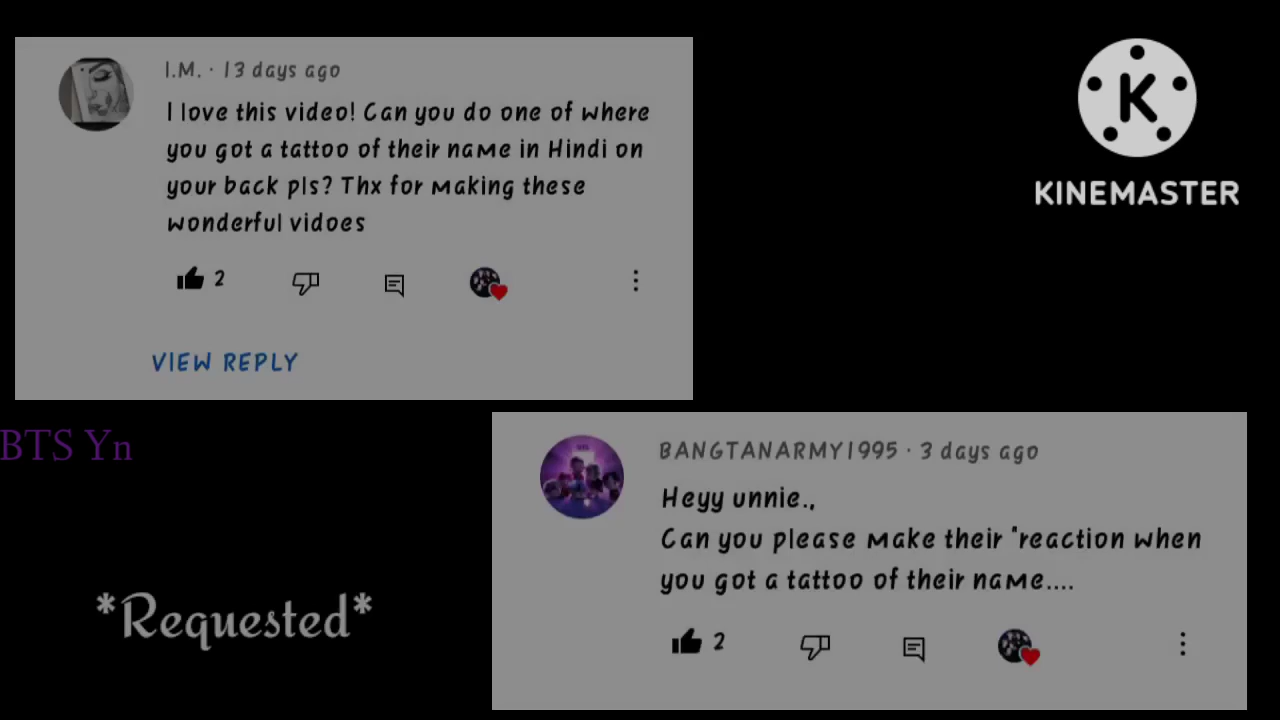 I.M. · 13 days ago
I love this video! Can you do one of where
you got a tattoo of their name in Hindi on
your back pls? Thx for making these
wonderful vidoes
2
VIEW REPLY
KINEMASTER
BTS Yn
*Requested*
BANGTANARMY1995 · 3 days ago
Heyy unnie.,
Can you please make their "reaction when
you got a tattoo of their name....
2